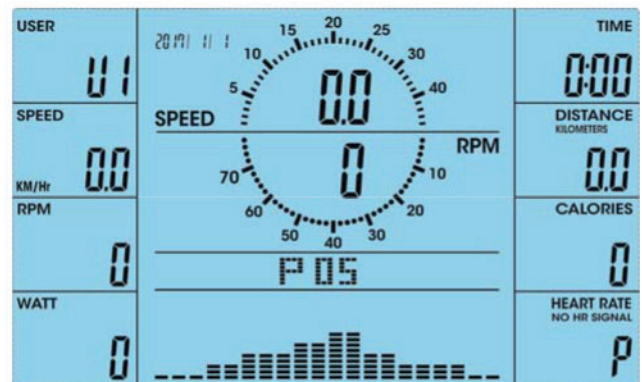 USER
U1
SPEED
0.0
KM/Hr
RPM
0
WATT
0
2017/ 1/ 1
5
10
15
20
25
30
40
SPEED
0.0
0
RPM
70
60
50
40
30
20
10
P 05
TIME
0:00
DISTANCE
KILOMETERS
0.0
CALORIES
0
HEART RATE
NO HR SIGNAL
P